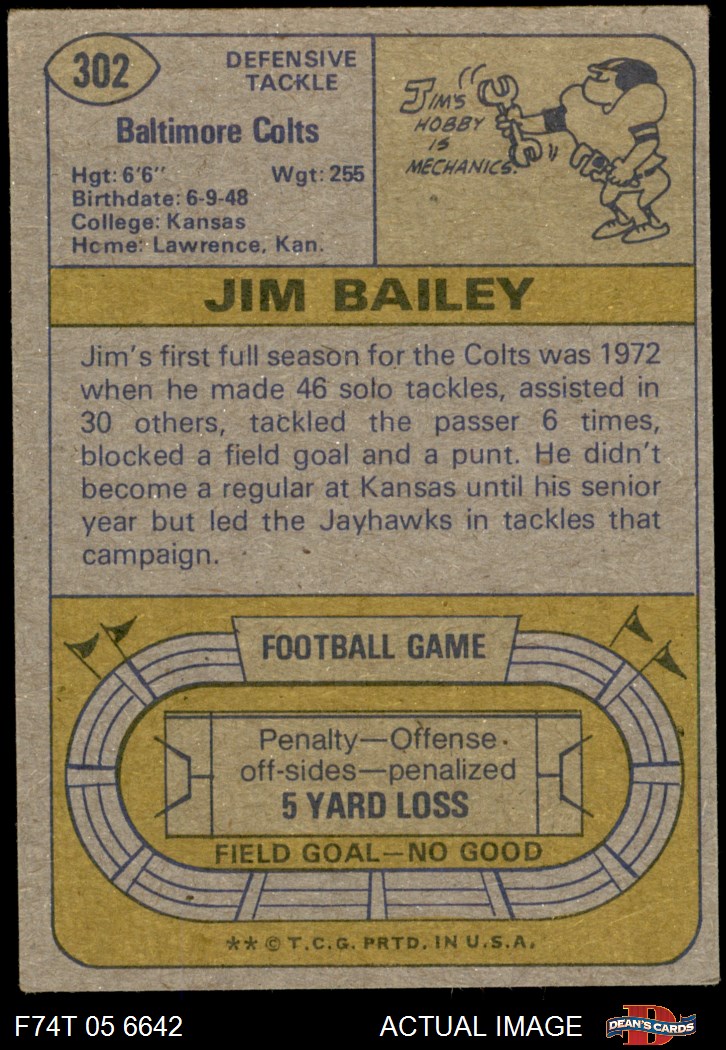 302
DEFENSIVE
TACKLE
Baltimore Colts
Hgt: 6'6" Wgt: 255
Birthdate: 6-9-48
College: Kansas
Home: Lawrence, Kan.
JIM'S
HOBBY
IS
MECHANICS.
JIM BAILEY
Jim's first full season for the Colts was 1972
when he made 46 solo tackles, assisted in
30 others, tackled the passer 6 times,
blocked a field goal and a punt. He didn't
become a regular at Kansas until his senior
year but led the Jayhawks in tackles that
campaign.
FOOTBALL GAME
Penalty—Offense
off-sides—penalized
5 YARD LOSS
FIELD GOAL—NO GOOD
** © T.C.G. PRTD. IN U.S.A.
F74T 05 6642 ACTUAL IMAGE
D
DEAN'S CARDS